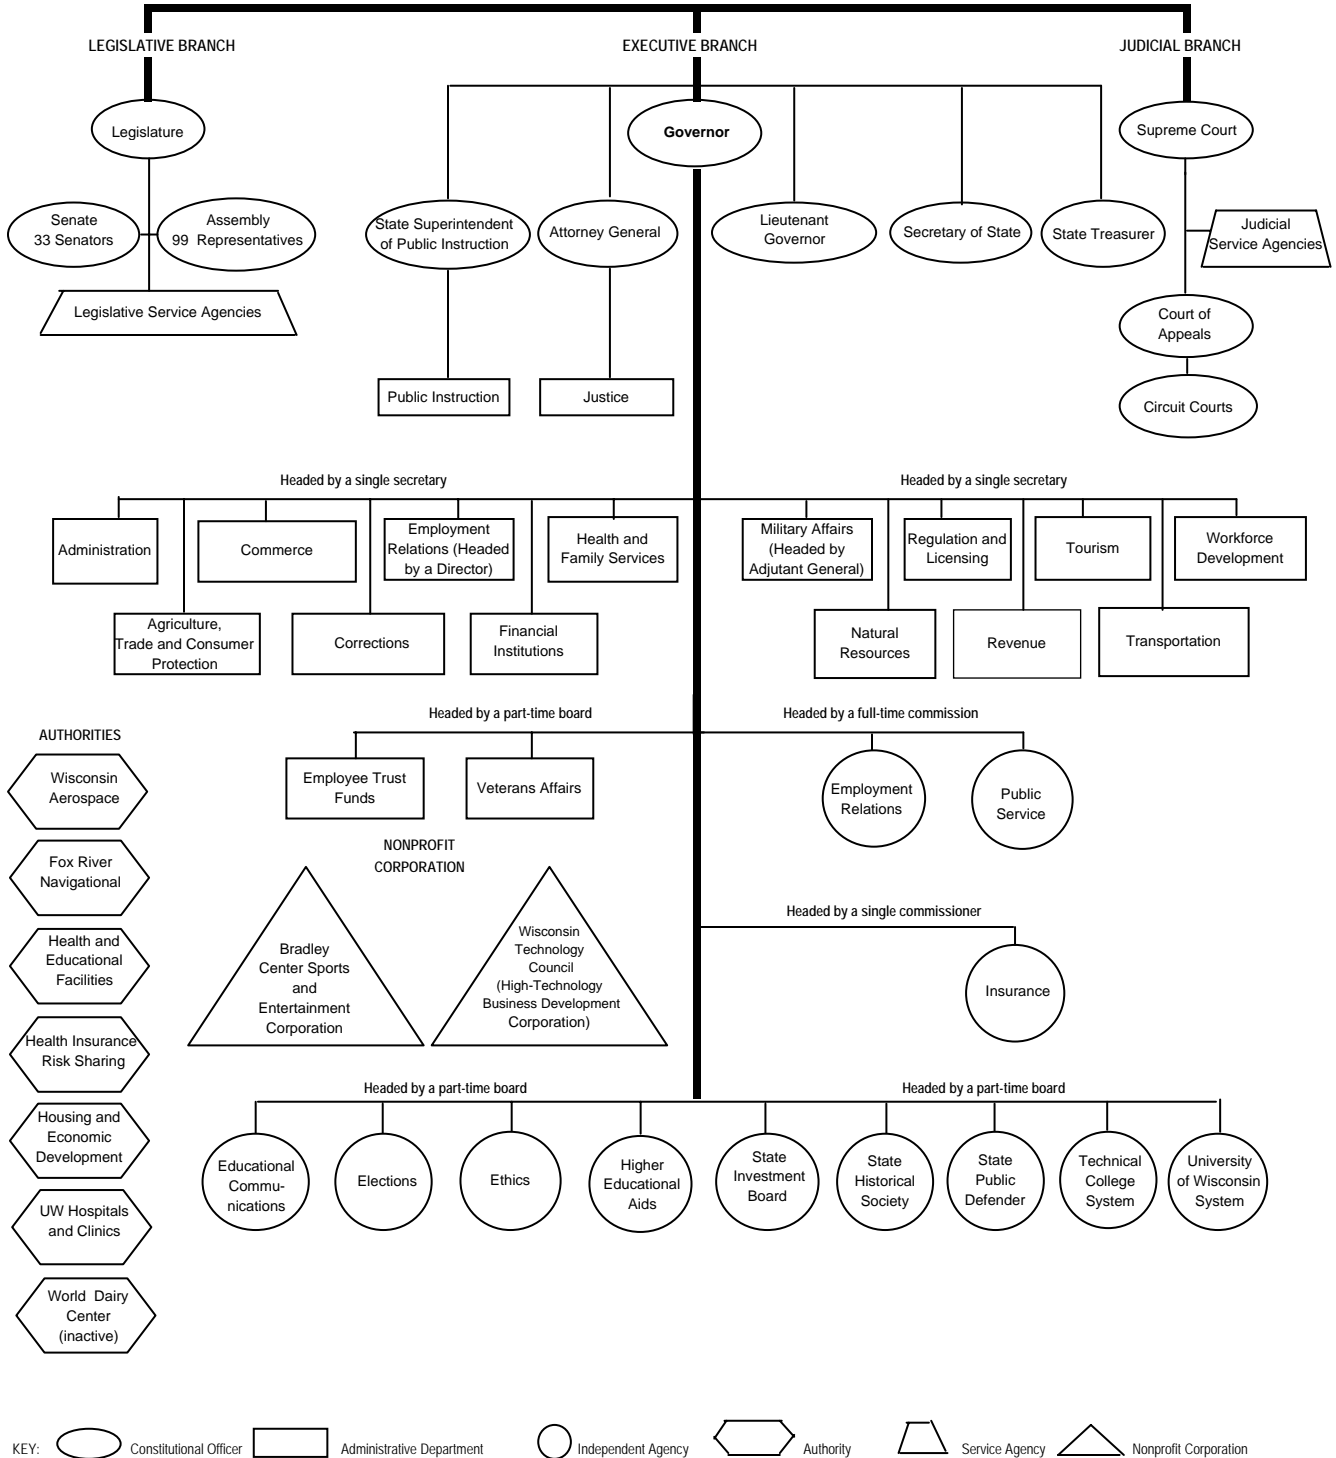 LEGISLATIVE BRANCH
EXECUTIVE BRANCH
JUDICIAL BRANCH
Legislature
Governor
Supreme Court
Senate
33 Senators
Assembly
99 Representatives
State Superintendent
of Public Instruction
Attorney General
Lieutenant
Governor
Secretary of State
State Treasurer
Judicial
Service Agencies
Legislative Service Agencies
Court of
Appeals
Public Instruction
Justice
Circuit Courts
Headed by a single secretary
Headed by a single secretary
Administration
Commerce
Employment
Relations (Headed
by a Director)
Health and
Family Services
Military Affairs
(Headed by
Adjutant General)
Regulation and
Licensing
Tourism
Workforce
Development
Agriculture,
Trade and Consumer
Protection
Corrections
Financial
Institutions
Natural
Resources
Revenue
Transportation
Headed by a part-time board
Headed by a full-time commission
AUTHORITIES
Wisconsin
Aerospace
Employee Trust
Funds
Veterans Affairs
Employment
Relations
Public
Service
NONPROFIT
CORPORATION
Fox River
Navigational
Bradley
Center Sports
and
Entertainment
Corporation
Wisconsin
Technology
Council
(High-Technology
Business Development
Corporation)
Headed by a single commissioner
Insurance
Health and
Educational
Facilities
Health Insurance
Risk Sharing
Headed by a part-time board
Headed by a part-time board
Housing and
Economic
Development
Educational
Commu-
nications
Elections
Ethics
Higher
Educational
Aids
State
Investment
Board
State
Historical
Society
State
Public
Defender
Technical
College
System
University
of Wisconsin
System
UW Hospitals
and Clinics
World Dairy
Center
(inactive)
KEY:
Constitutional Officer
Administrative Department
Independent Agency
Authority
Service Agency
Nonprofit Corporation